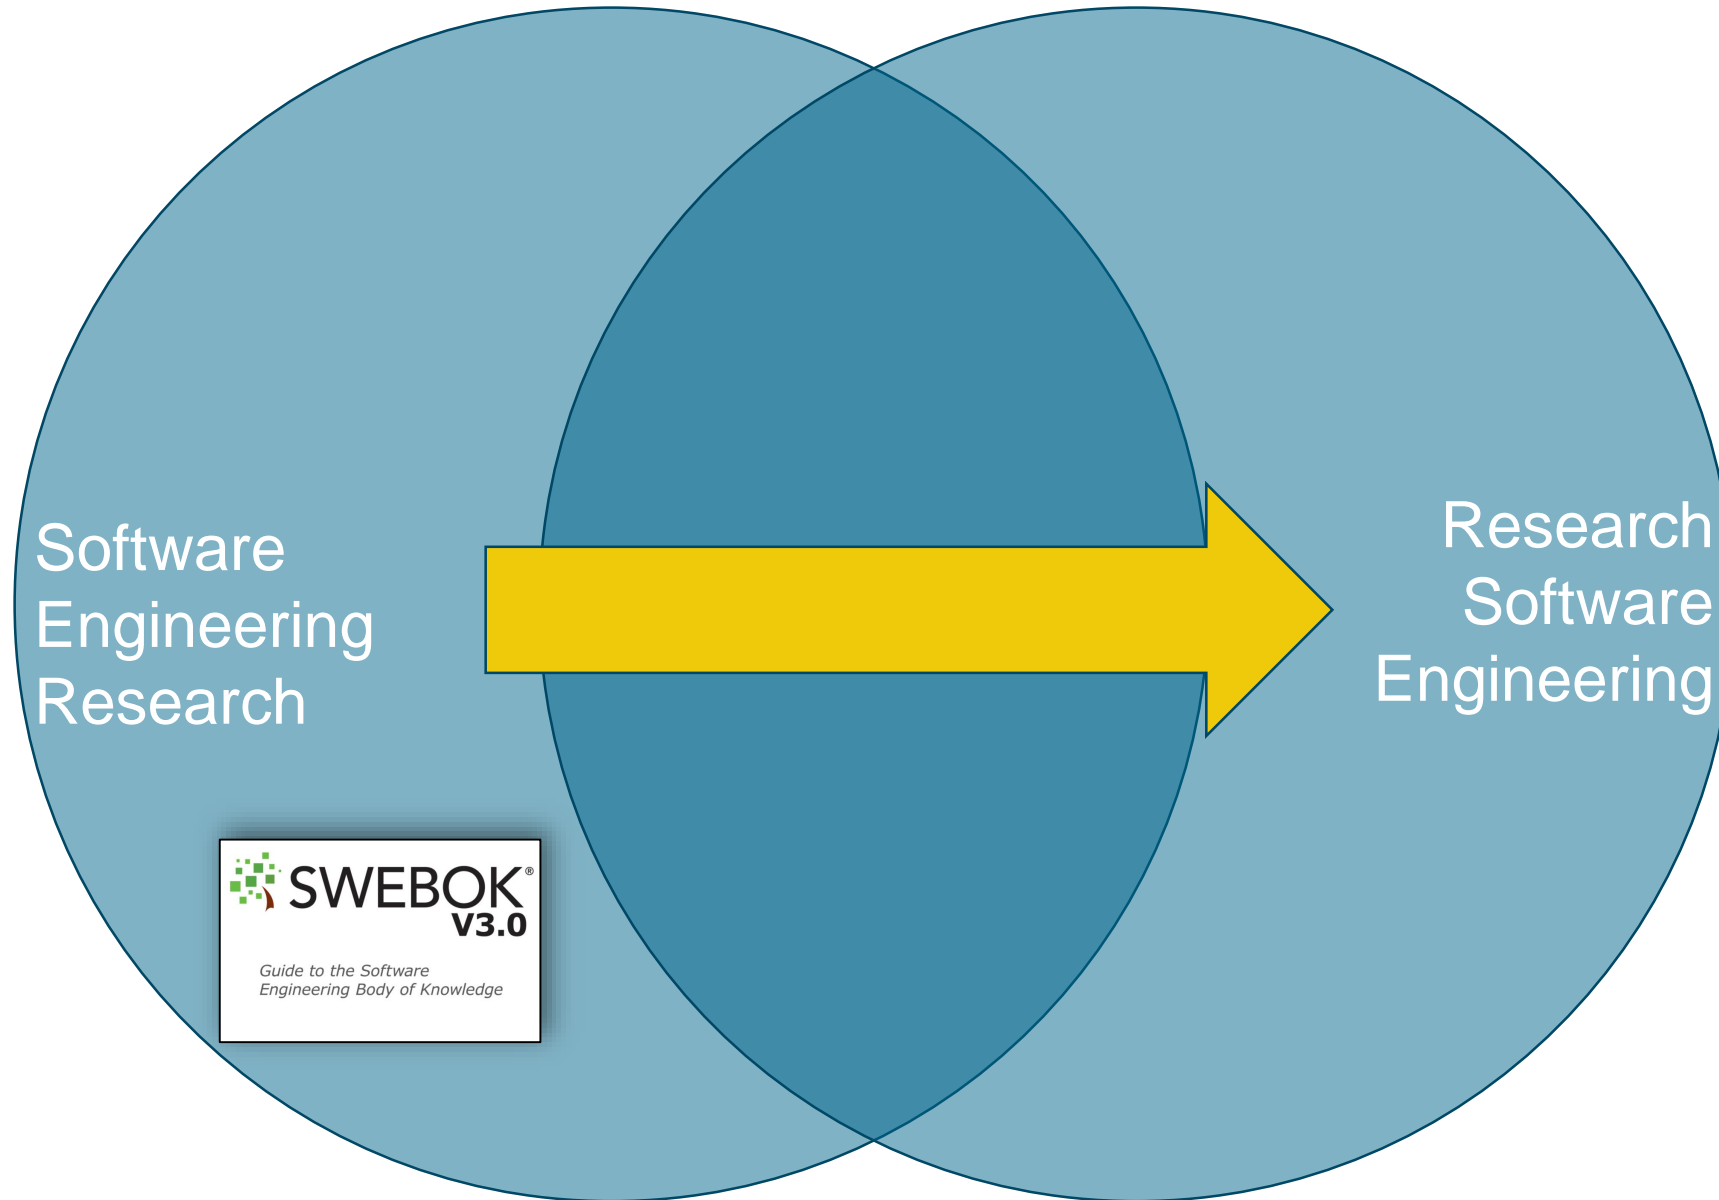 Software
Engineering
Research
Research
Software
Engineering
SWEBOK®
V3.0
Guide to the Software
Engineering Body of Knowledge